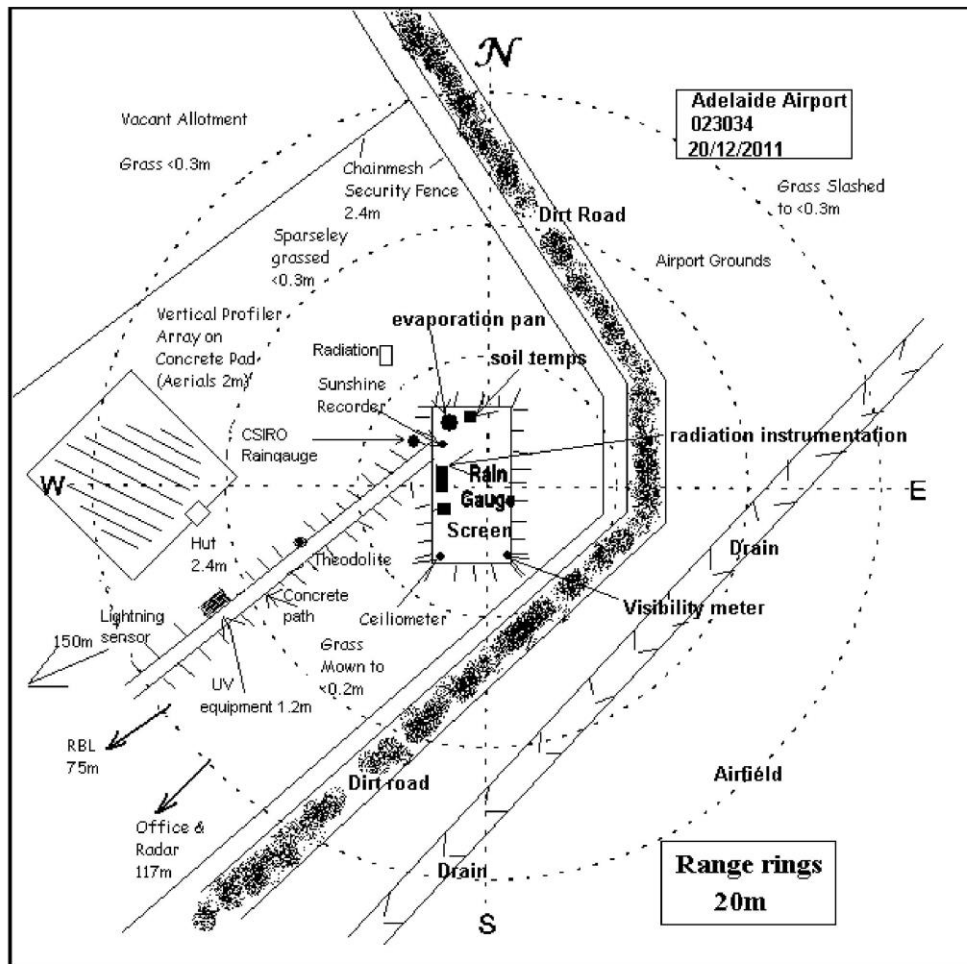 N
Adelaide Airport
023034
20/12/2011
Vacant Allotment
Grass <0.3m
Chainmesh
Security Fence
2.4m
Grass Slashed
to <0.3m
Dirt Road
Sparseley
grassed
<0.3m
Airport Grounds
Vertical Profiler
Array on
Concrete Pad
(Aerials 2m)
evaporation pan
Radiation
soil temps
Sunshine
Recorder
CSIRO
Raingauge
radiation instrumentation
Rain
Gauge
W
E
Screen
Hut
2.4m
Theodolite
Drain
Concrete
path
Ceiliometer
Visibility meter
Lightning
sensor
150m
Grass
Mown to
<0.2m
UV
equipment 1.2m
RBL
75m
Dirt road
Airfield
Office &
Radar
117m
Drain
Range rings
20m
S